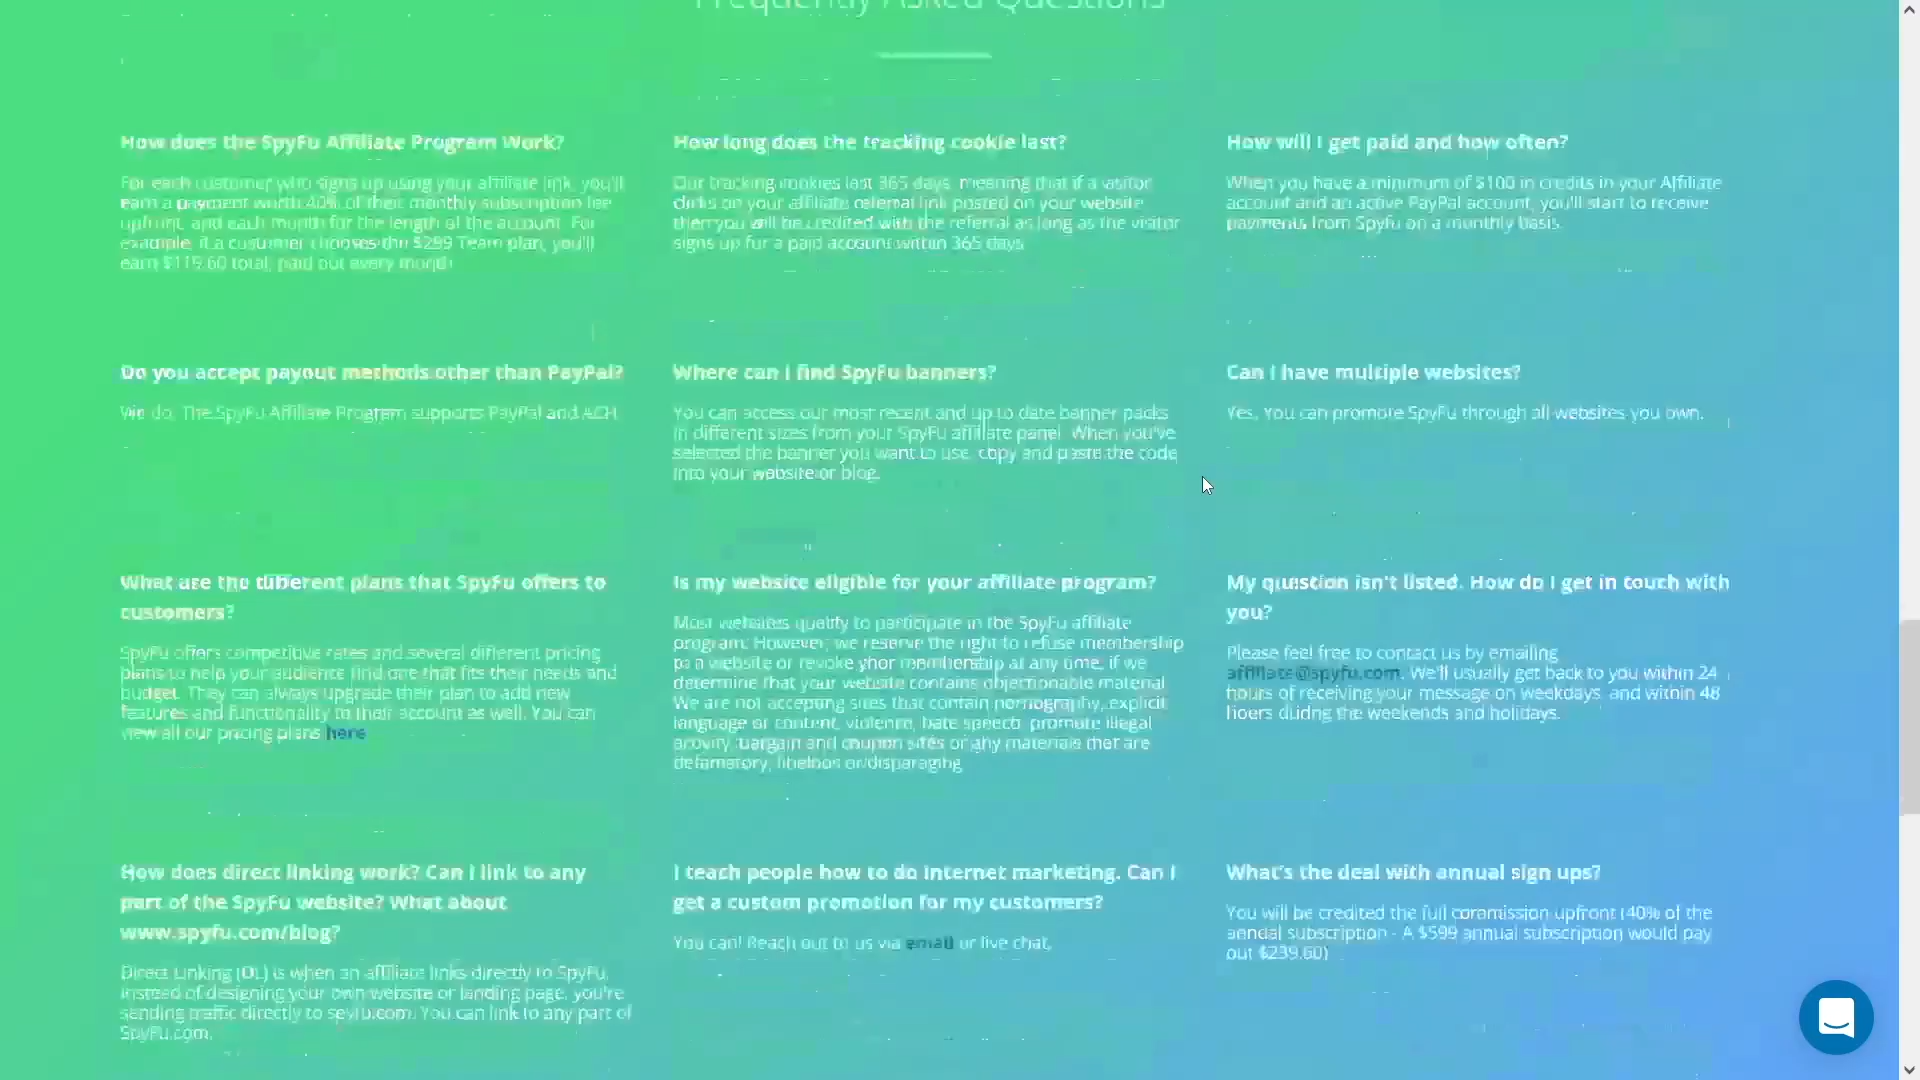 Frequently Asked Questions
How does the SpyFu Affiliate Program Work?
For each customer who signs up using your affiliate link, you'll
earn a payment worth 40% of their monthly subscription fee
upfront, and each month for the length of the account. For
example, if a customer chooses the $299 Team plan, you'll
earn $119.60 total, paid out every month
How long does the tracking cookie last?
Our tracking cookies last 365 days, meaning that if a visitor
clicks on your affiliate referral link posted on your website
then you will be credited with the referral as long as the visitor
signs up for a paid account within 365 days
How will I get paid and how often?
When you have a minimum of $100 in credits in your Affiliate
account and an active PayPal account, you'll start to receive
payments from Spyfu on a monthly basis.
Do you accept payout methods other than PayPal?
We do. The SpyFu Affiliate Program supports PayPal and ACH.
Where can I find SpyFu banners?
You can access our most recent and up to date banner packs
in different sizes from your SpyFu affiliate panel. When you've
selected the banner you want to use, copy and paste the code
into your website or blog.
Can I have multiple websites?
Yes. You can promote SpyFu through all websites you own.
What are the different plans that SpyFu offers to
customers?
SpyFu offers competitive rates and several different pricing
plans to help your audience find one that fits their needs and
budget. They can always upgrade their plan to add new
features and functionality to their account as well. You can
view all our pricing plans here
Is my website eligible for your affiliate program?
Most websites qualify to participate in the SpyFu affiliate
program. However, we reserve the right to refuse membership
to a website or revoke your membership at any time, if we
determine that your website contains objectionable material.
We are not accepting sites that contain pornography, explicit
language or content, violence, hate speech, promote illegal
activity, bargain and coupon sites or any materials that are
defamatory, libelous or disparaging
My question isn't listed. How do I get in touch with
you?
Please feel free to contact us by emailing
affiliate@spyfu.com. We'll usually get back to you within 24
hours of receiving your message on weekdays, and within 48
hours during the weekends and holidays.
How does direct linking work? Can I link to any
part of the SpyFu website? What about
www.spyfu.com/blog?
Direct Linking (DL) is when an affiliate links directly to SpyFu,
instead of designing your own website or landing page, you're
sending traffic directly to spyfu.com. You can link to any part of
SpyFu.com.
I teach people how to do Internet marketing. Can I
get a custom promotion for my customers?
You can! Reach out to us via email or live chat.
What's the deal with annual sign ups?
You will be credited the full commission upfront (40% of the
annual subscription - A $599 annual subscription would pay
out $239.60)